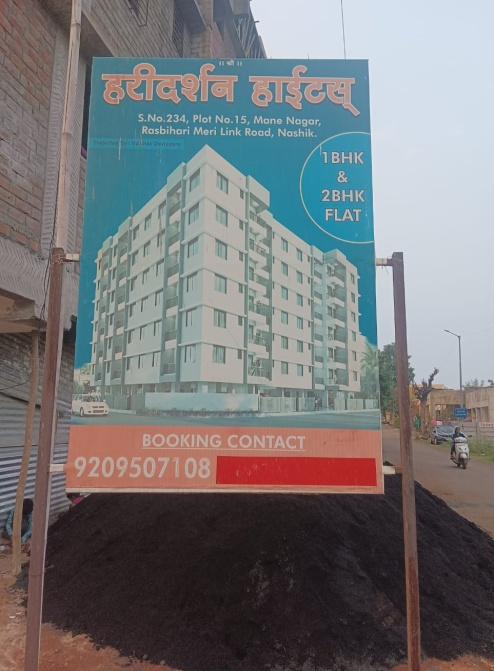 ॥ श्री ॥
हरीदर्शन हाईटस्
S.No.234, Plot No.15, Mane Nagar,
Rasbihari Meri Link Road, Nashik.
1BHK
&
2BHK
FLAT
BOOKING CONTACT
9209507108